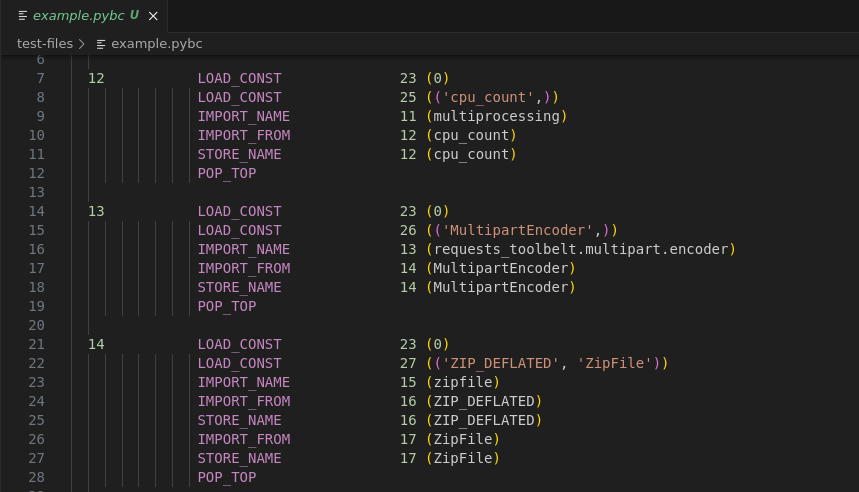 example.pybc U
test-files example.pybc
6
7 12 LOAD_CONST 23 (0)
8 LOAD_CONST 25 (('cpu_count',))
9 IMPORT_NAME 11 (multiprocessing)
10 IMPORT_FROM 12 (cpu_count)
11 STORE_NAME 12 (cpu_count)
12 POP_TOP
13
14 13 LOAD_CONST 23 (0)
15 LOAD_CONST 26 (('MultipartEncoder',))
16 IMPORT_NAME 13 (requests_toolbelt.multipart.encoder)
17 IMPORT_FROM 14 (MultipartEncoder)
18 STORE_NAME 14 (MultipartEncoder)
19 POP_TOP
20
21 14 LOAD_CONST 23 (0)
22 LOAD_CONST 27 (('ZIP_DEFLATED', 'ZipFile'))
23 IMPORT_NAME 15 (zipfile)
24 IMPORT_FROM 16 (ZIP_DEFLATED)
25 STORE_NAME 16 (ZIP_DEFLATED)
26 IMPORT_FROM 17 (ZipFile)
27 STORE_NAME 17 (ZipFile)
28 POP_TOP